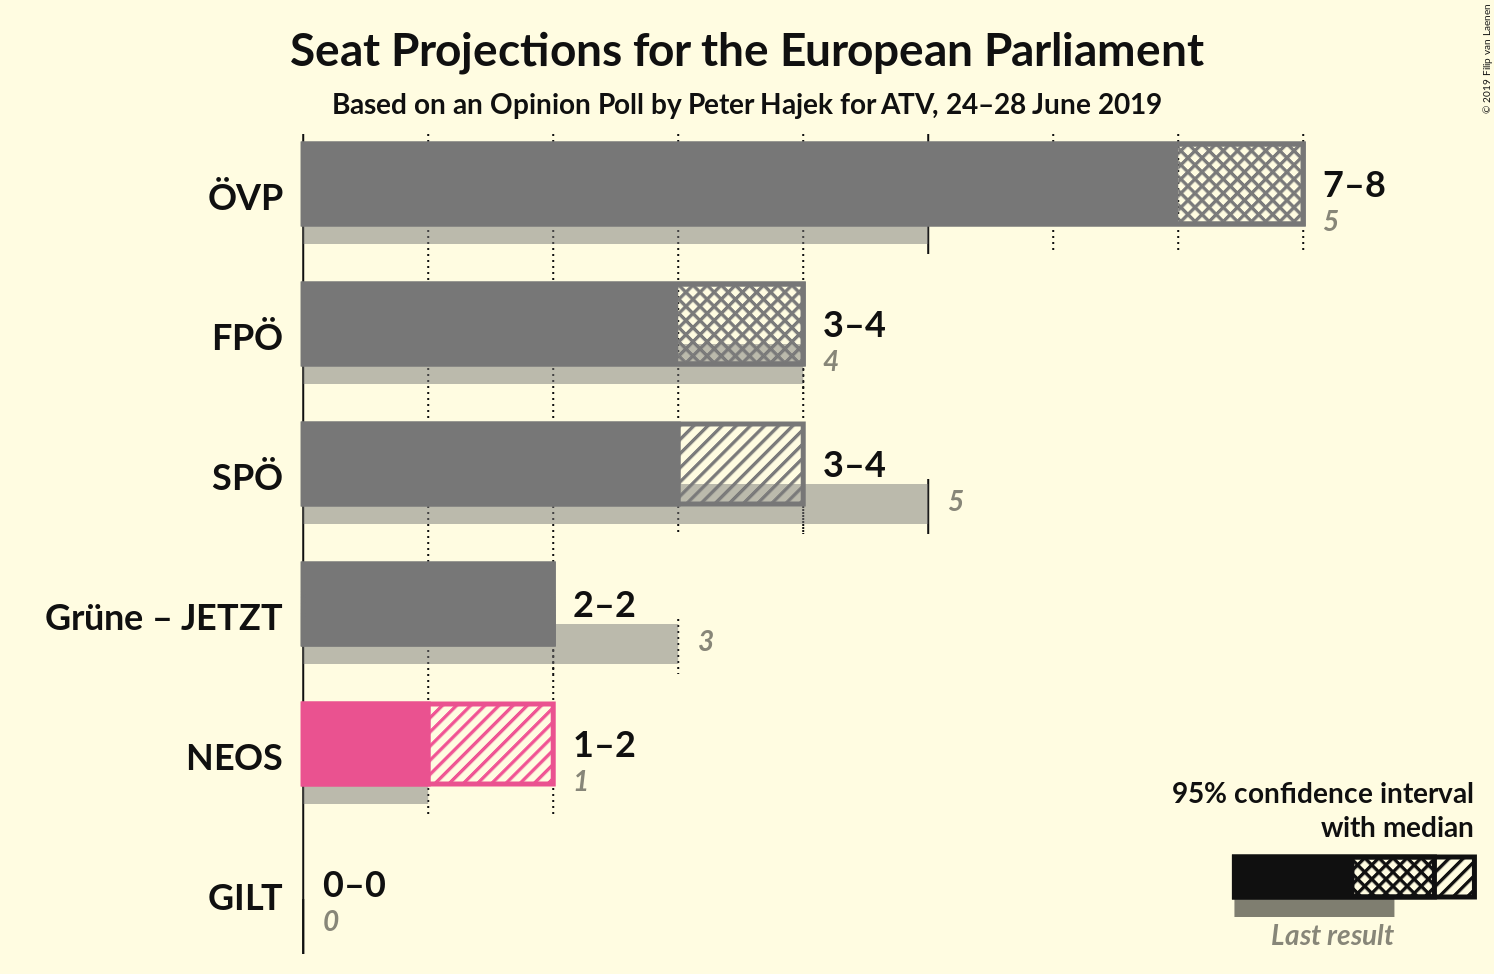 Seat Projections for the European Parliament
Based on an Opinion Poll by Peter Hajek for ATV, 24–28 June 2019
© 2019 Filip van Laenen
ÖVP
7–8
5
FPÖ
3–4
4
SPÖ
3–4
5
Grüne – JETZT
2–2
3
NEOS
1–2
1
GILT
0–0
0
95% confidence interval
with median
Last result